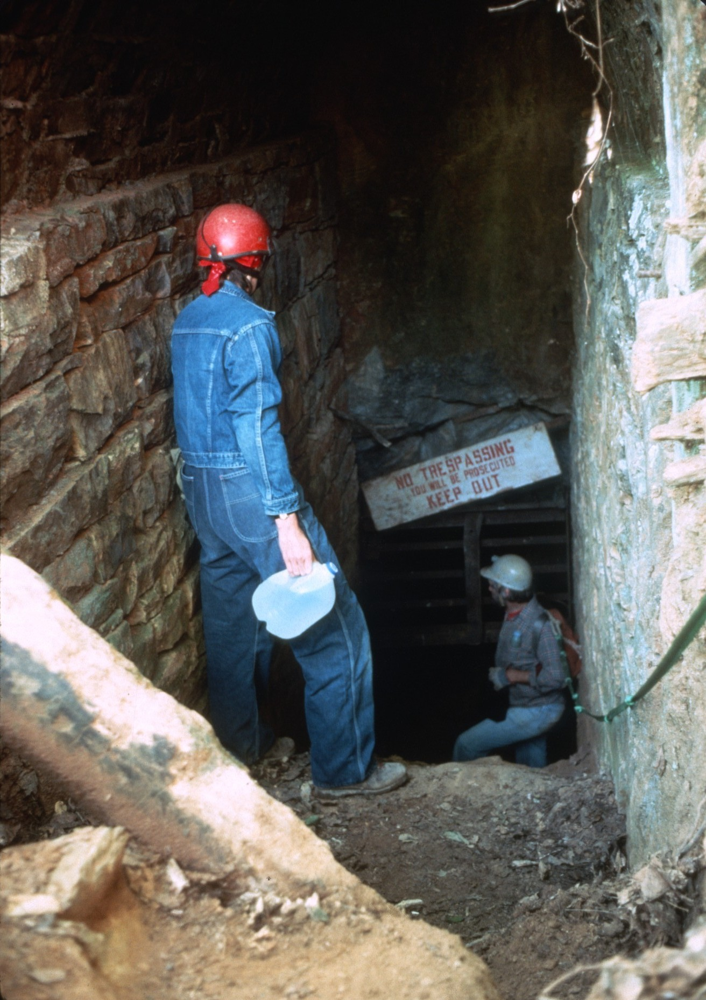 NO TRESPASSING
YOU WILL BE PROSECUTED
KEEP OUT